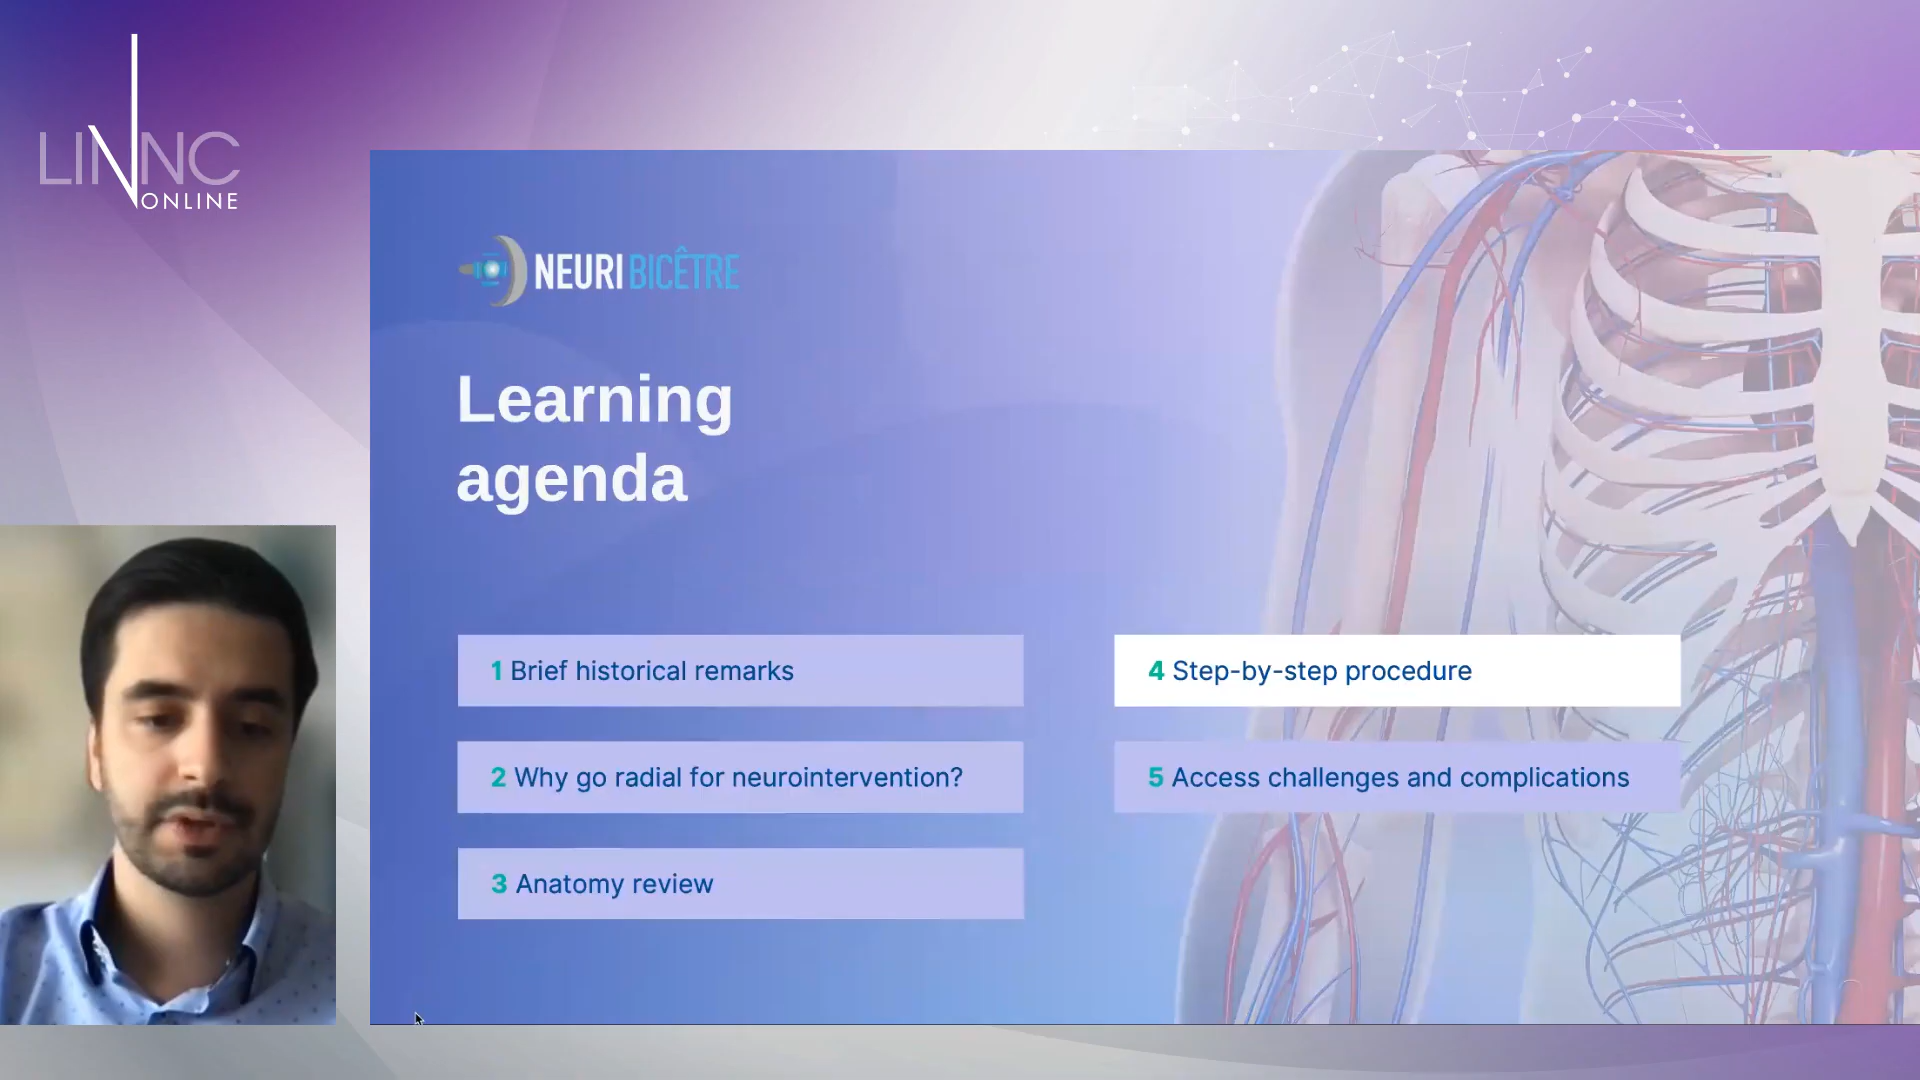 LINNC
ONLINE
NEURI BICÊTRE
Learning
agenda
1 Brief historical remarks
2 Why go radial for neurointervention?
3 Anatomy review
4 Step-by-step procedure
5 Access challenges and complications